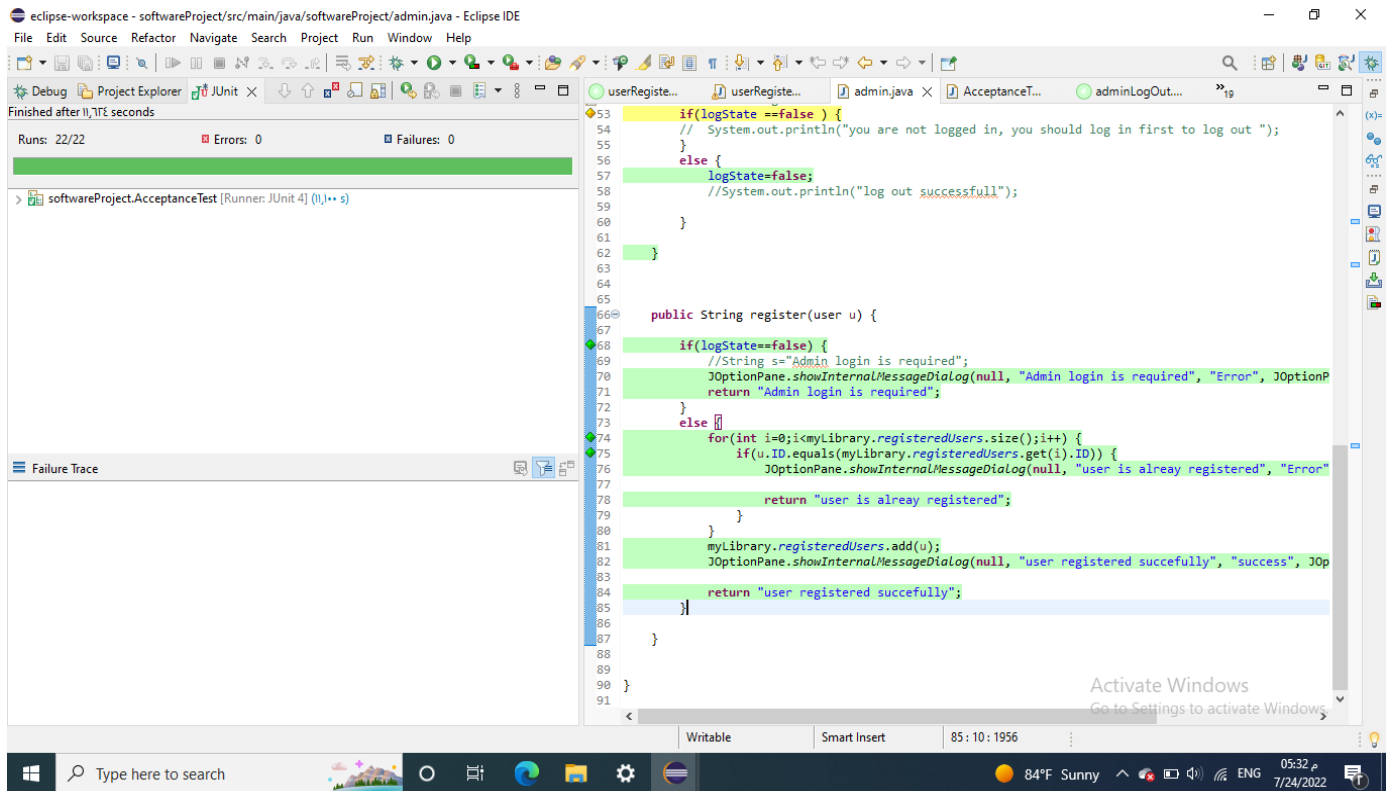 eclipse-workspace - softwareProject/src/main/java/softwareProject/admin.java - Eclipse IDE
File Edit Source Refactor Navigate Search Project Run Window Help
Debug Project Explorer JUnit userRegiste... userRegiste... admin.java AcceptanceT... adminLogOut.... »19
Finished after ١١,٦٢٤ seconds
Runs: 22/22 Errors: 0 Failures: 0
softwareProject.AcceptanceTest [Runner: JUnit 4] (١١,١٠٠ s)
Failure Trace
53 if(logState ==false ) {
54 // System.out.println("you are not logged in, you should log in first to log out ");
55 }
56 else {
57 logState=false;
58 //System.out.println("log out successfull");
59
60 }
61
62 }
63
64
65
66 public String register(user u) {
67
68 if(logState==false) {
69 //String s="Admin login is required";
70 JOptionPane.showInternalMessageDialog(null, "Admin login is required", "Error", JOptionP
71 return "Admin login is required";
72 }
73 else {
74 for(int i=0;i<myLibrary.registeredUsers.size();i++) {
75 if(u.ID.equals(myLibrary.registeredUsers.get(i).ID)) {
76 JOptionPane.showInternalMessageDialog(null, "user is alreay registered", "Error"
77
78 return "user is alreay registered";
79 }
80 }
81 myLibrary.registeredUsers.add(u);
82 JOptionPane.showInternalMessageDialog(null, "user registered succefully", "success", JOp
83
84 return "user registered succefully";
85 }
86
87 }
88
89
90 }
91
Activate Windows
Go to Settings to activate Windows.
Writable Smart Insert 85 : 10 : 1956
Type here to search 84°F Sunny ENG 05:32 م
7/24/2022